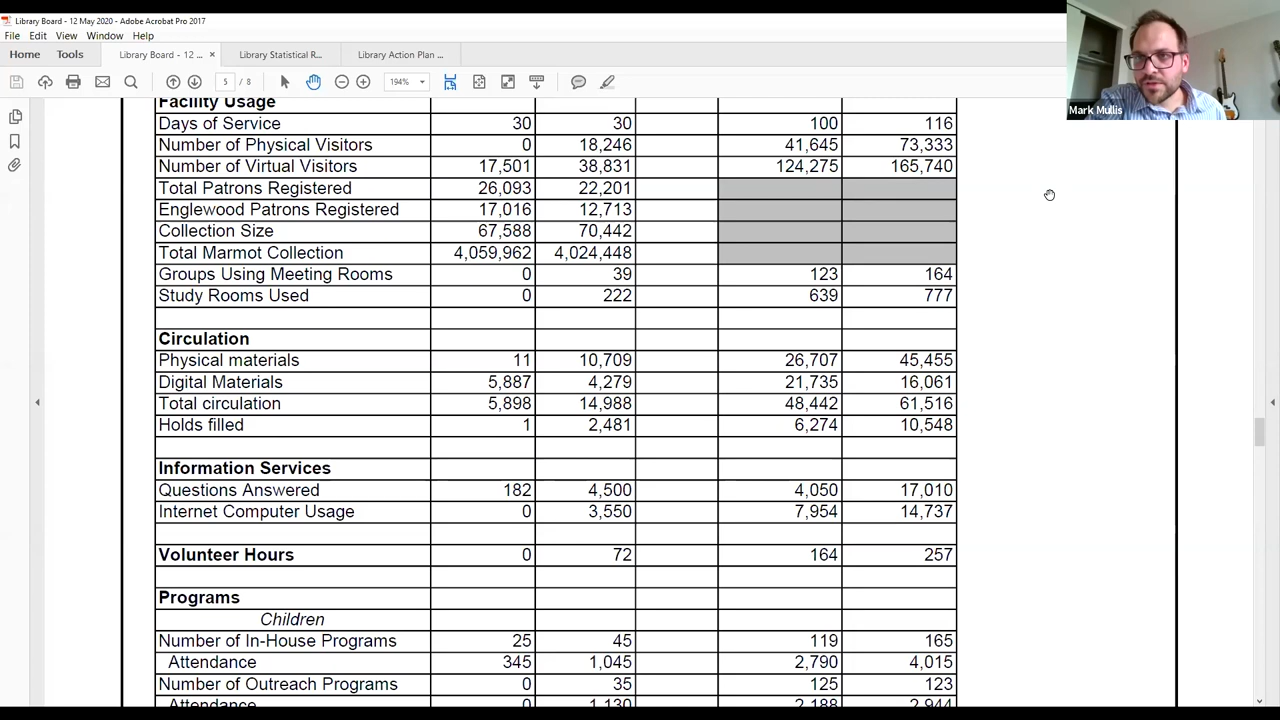 Library Board - 12 May 2020 - Adobe Acrobat Pro 2017
File Edit View Window Help
Home Tools Library Board - 12 ... × Library Statistical R... Library Action Plan ...
5 / 8 194%
Mark Mullis
Facility Usage
Days of Service 30 30 100 116
Number of Physical Visitors 0 18,246 41,645 73,333
Number of Virtual Visitors 17,501 38,831 124,275 165,740
Total Patrons Registered 26,093 22,201
Englewood Patrons Registered 17,016 12,713
Collection Size 67,588 70,442
Total Marmot Collection 4,059,962 4,024,448
Groups Using Meeting Rooms 0 39 123 164
Study Rooms Used 0 222 639 777
Circulation
Physical materials 11 10,709 26,707 45,455
Digital Materials 5,887 4,279 21,735 16,061
Total circulation 5,898 14,988 48,442 61,516
Holds filled 1 2,481 6,274 10,548
Information Services
Questions Answered 182 4,500 4,050 17,010
Internet Computer Usage 0 3,550 7,954 14,737
Volunteer Hours 0 72 164 257
Programs
Children
Number of In-House Programs 25 45 119 165
Attendance 345 1,045 2,790 4,015
Number of Outreach Programs 0 35 125 123
Attendance 0 1,130 2,188 2,944